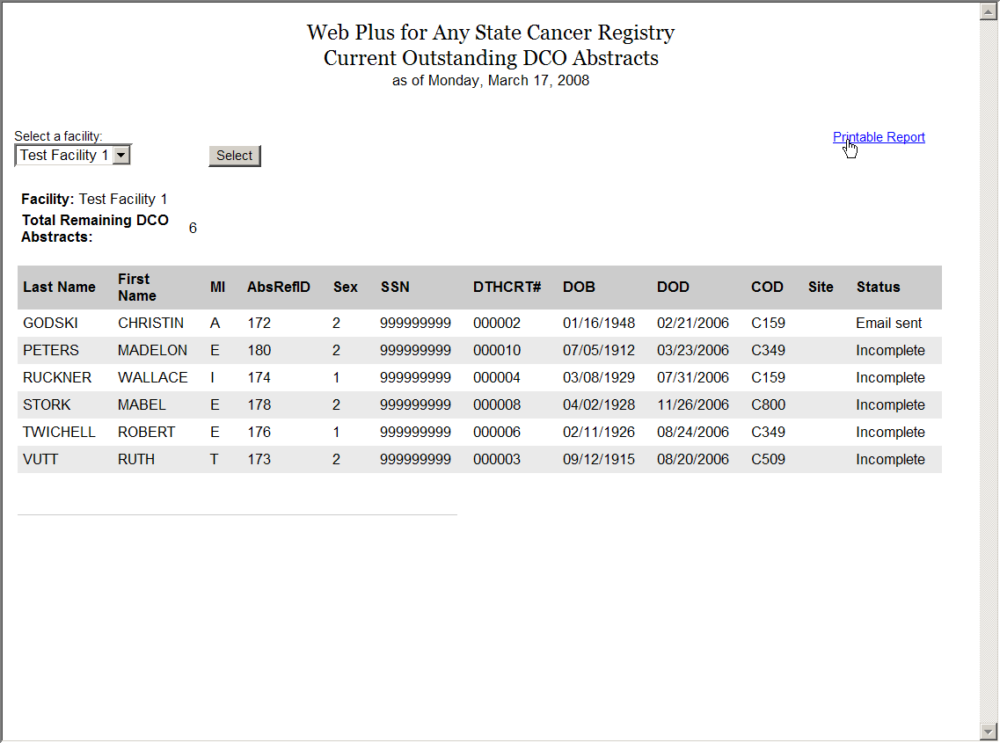 Web Plus for Any State Cancer Registry
Current Outstanding DCO Abstracts
as of Monday, March 17, 2008
Select a facility:
Printable Report
Test Facility 1
Select
Facility: Test Facility 1
Total Remaining DCO
Abstracts:
6
Last Name First Name MI AbsRefID Sex SSN DTHCRT# DOB DOD COD Site Status
GODSKI CHRISTIN A 172 2 999999999 000002 01/16/1948 02/21/2006 C159 Email sent
PETERS MADELON E 180 2 999999999 000010 07/05/1912 03/23/2006 C349 Incomplete
RUCKNER WALLACE I 174 1 999999999 000004 03/08/1929 07/31/2006 C159 Incomplete
STORK MABEL E 178 2 999999999 000008 04/02/1928 11/26/2006 C800 Incomplete
TWICHELL ROBERT E 176 1 999999999 000006 02/11/1926 08/24/2006 C349 Incomplete
VUTT RUTH T 173 2 999999999 000003 09/12/1915 08/20/2006 C509 Incomplete